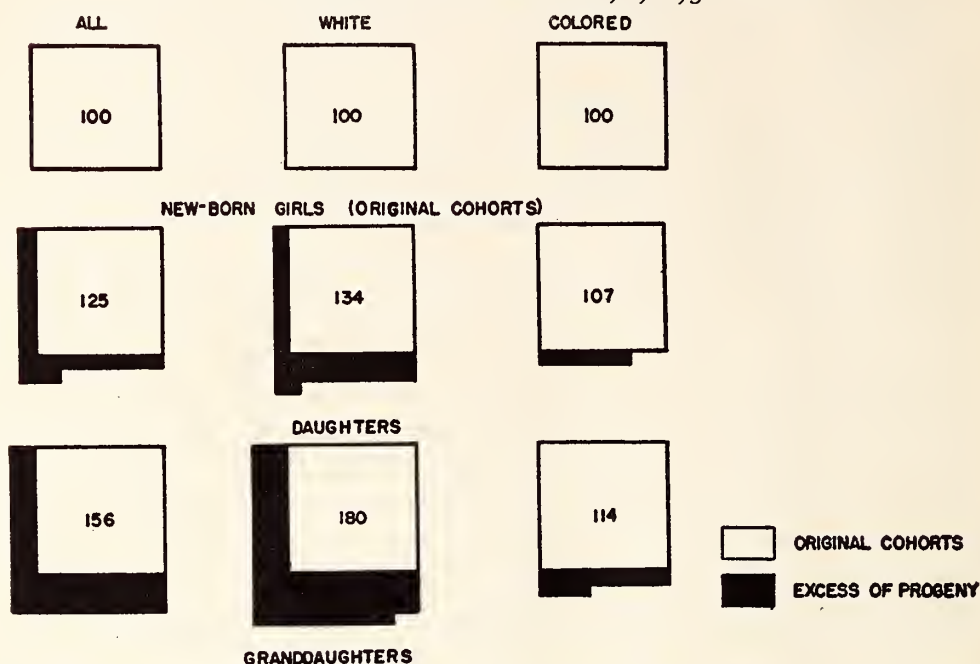 ALL WHITE COLORED
100 100 100
NEW-BORN GIRLS (ORIGINAL COHORTS)
125 134 107
DAUGHTERS
156 180 114
ORIGINAL COHORTS
EXCESS OF PROGENY
GRANDDAUGHTERS